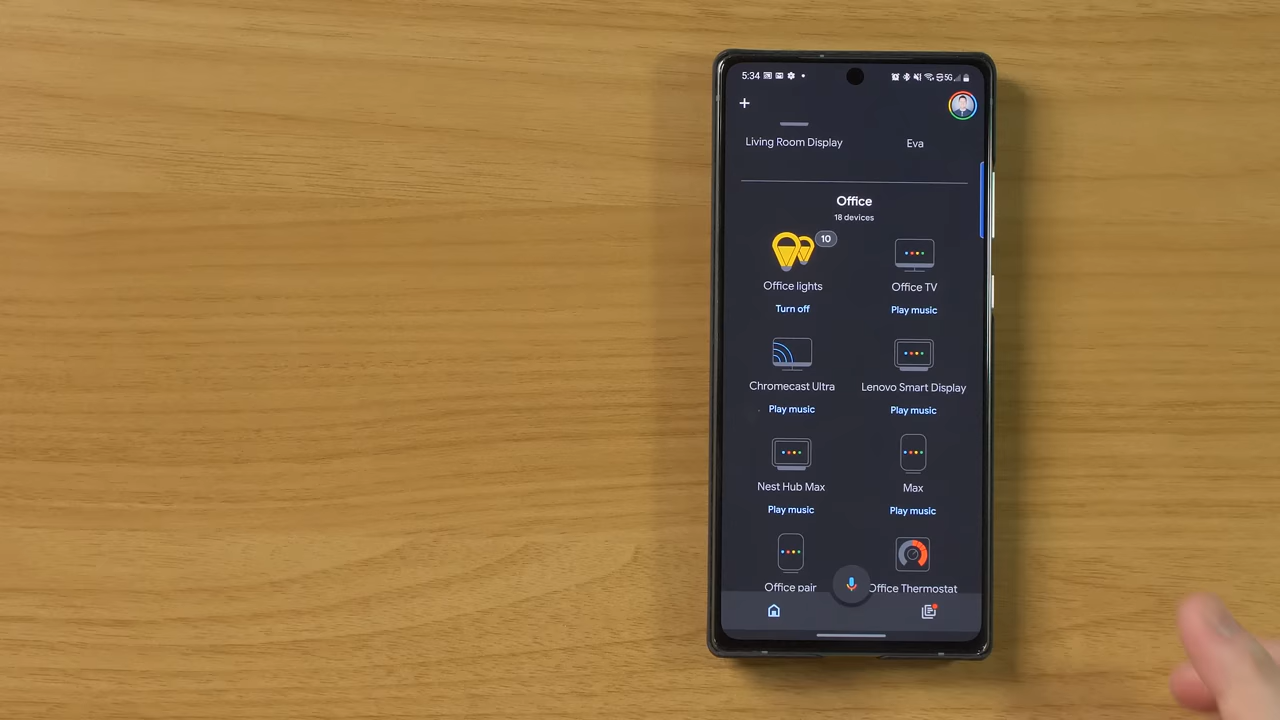 5:34 5G
Living Room Display Eva
Office
18 devices
10
Office lights Office TV
Turn off Play music
Chromecast Ultra Lenovo Smart Display
Play music Play music
Nest Hub Max Max
Play music Play music
Office pair Office Thermostat